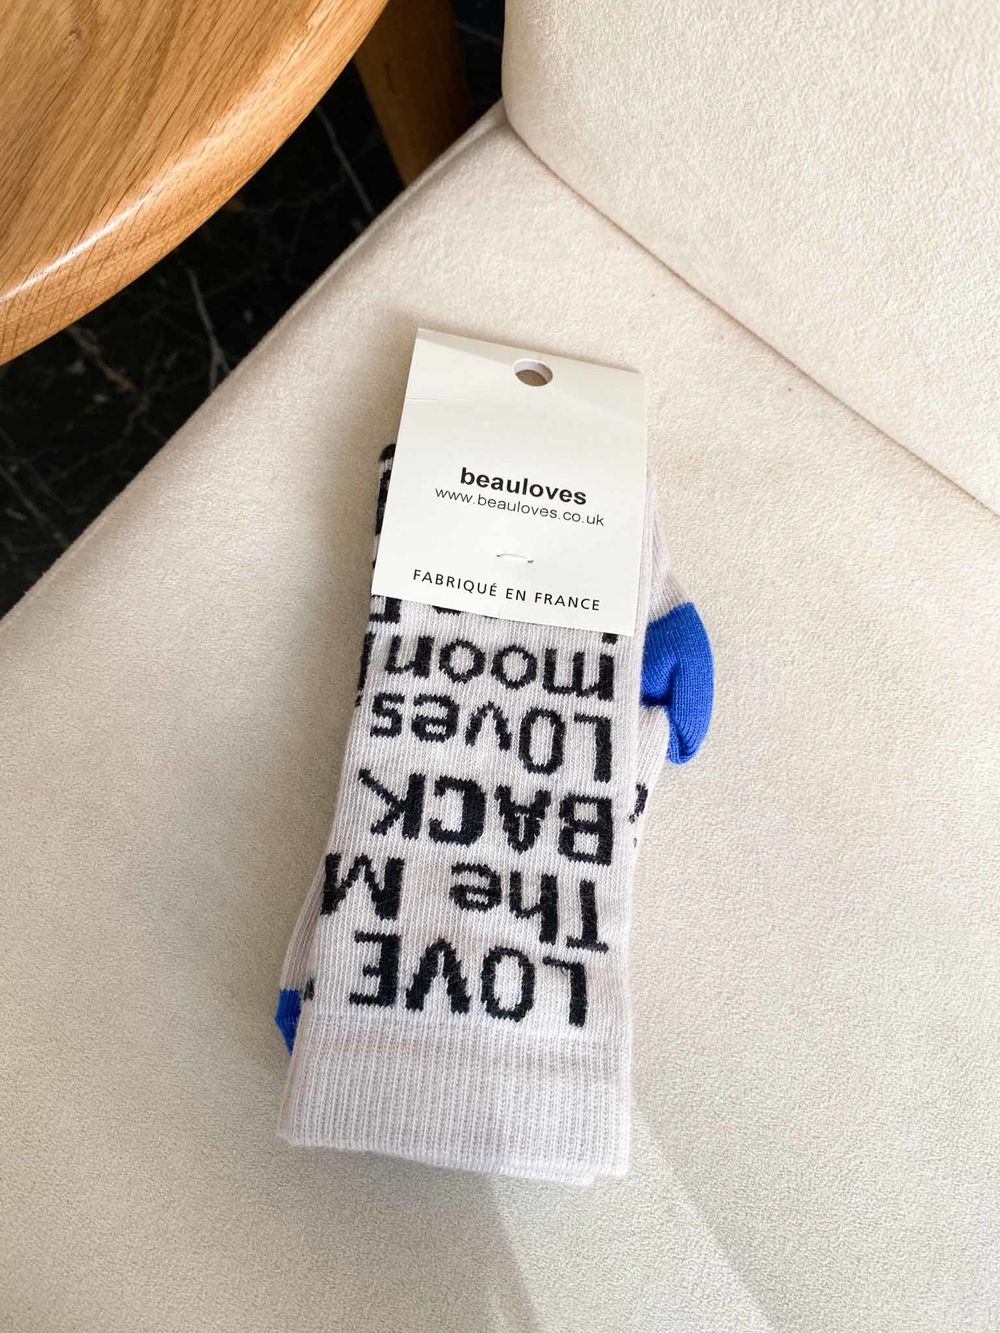 beauloves
www.beauloves.co.uk
FABRIQUÉ EN FRANCE
LOVE
The M
BACK
LOves
moon